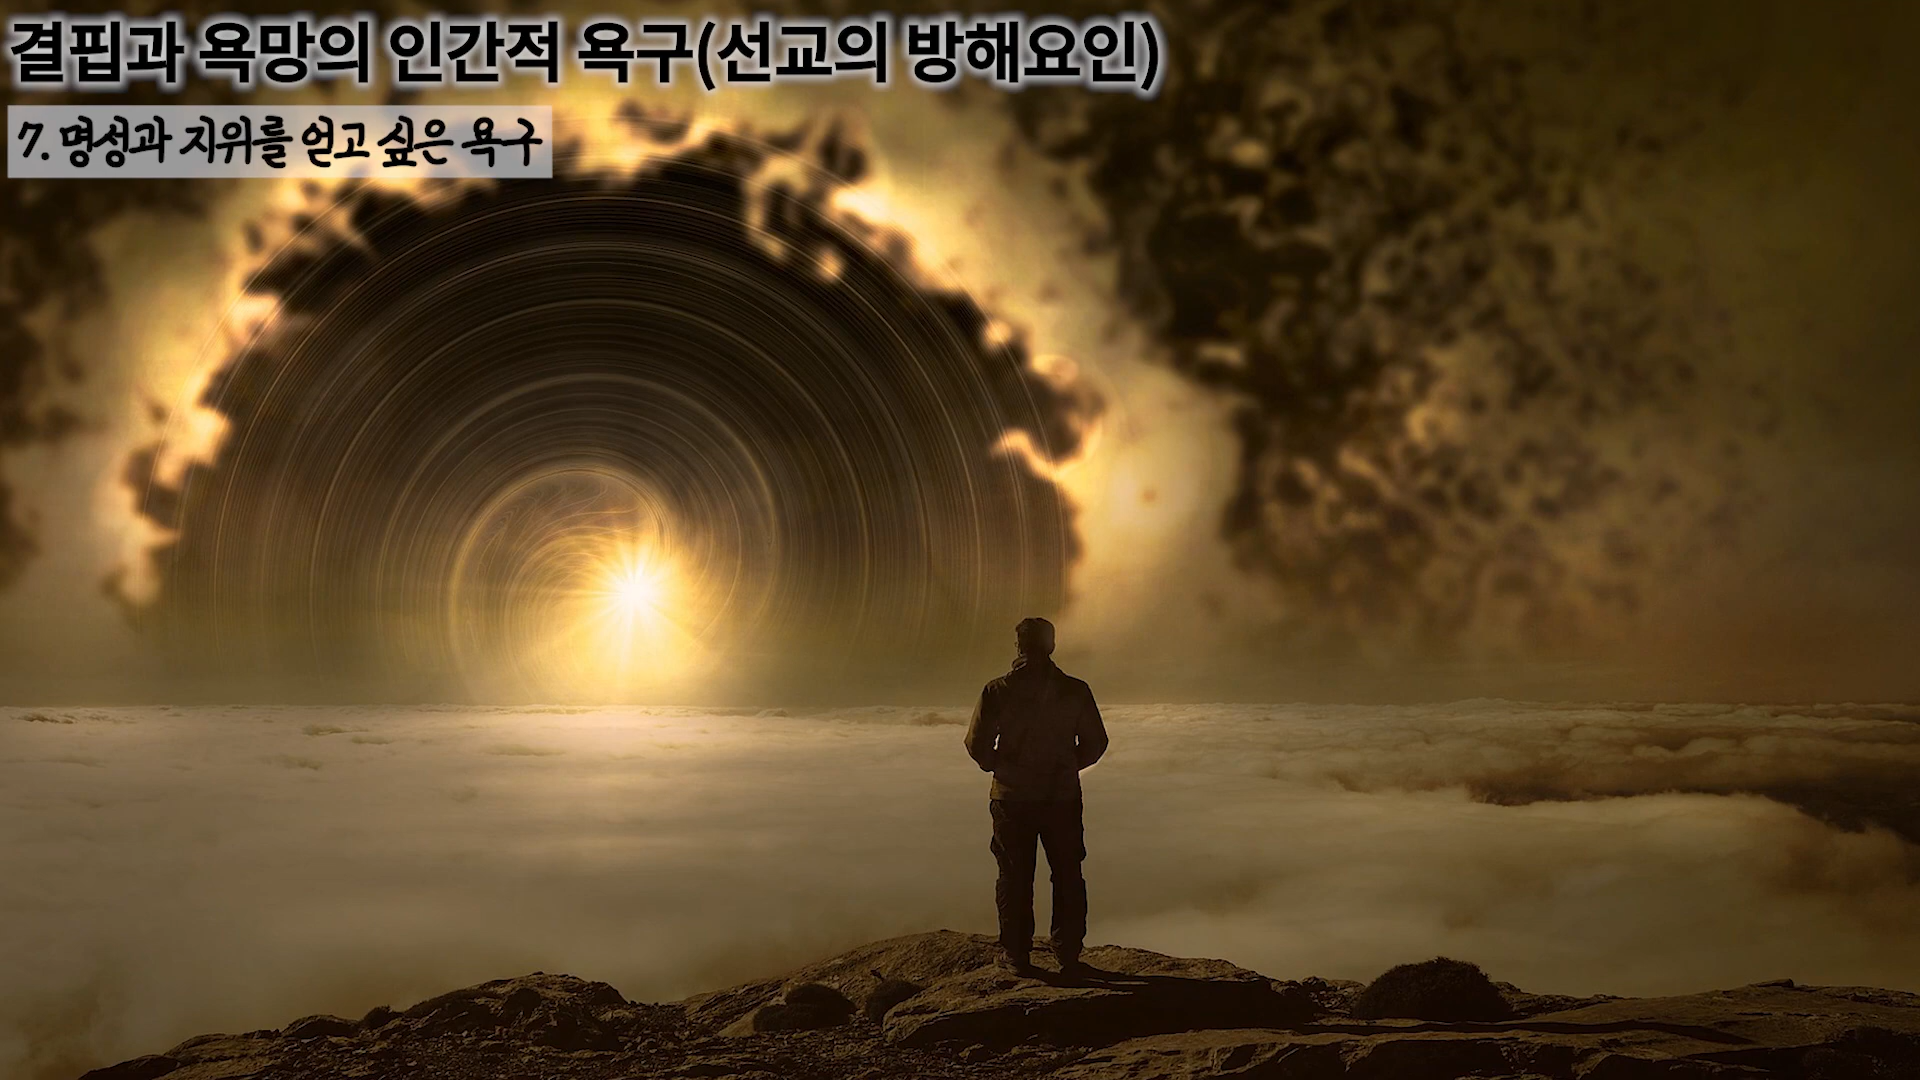 결핍과 욕망의 인간적 욕구(선교의 방해요인)
7. 명성과 지위를 얻고 싶은 욕구